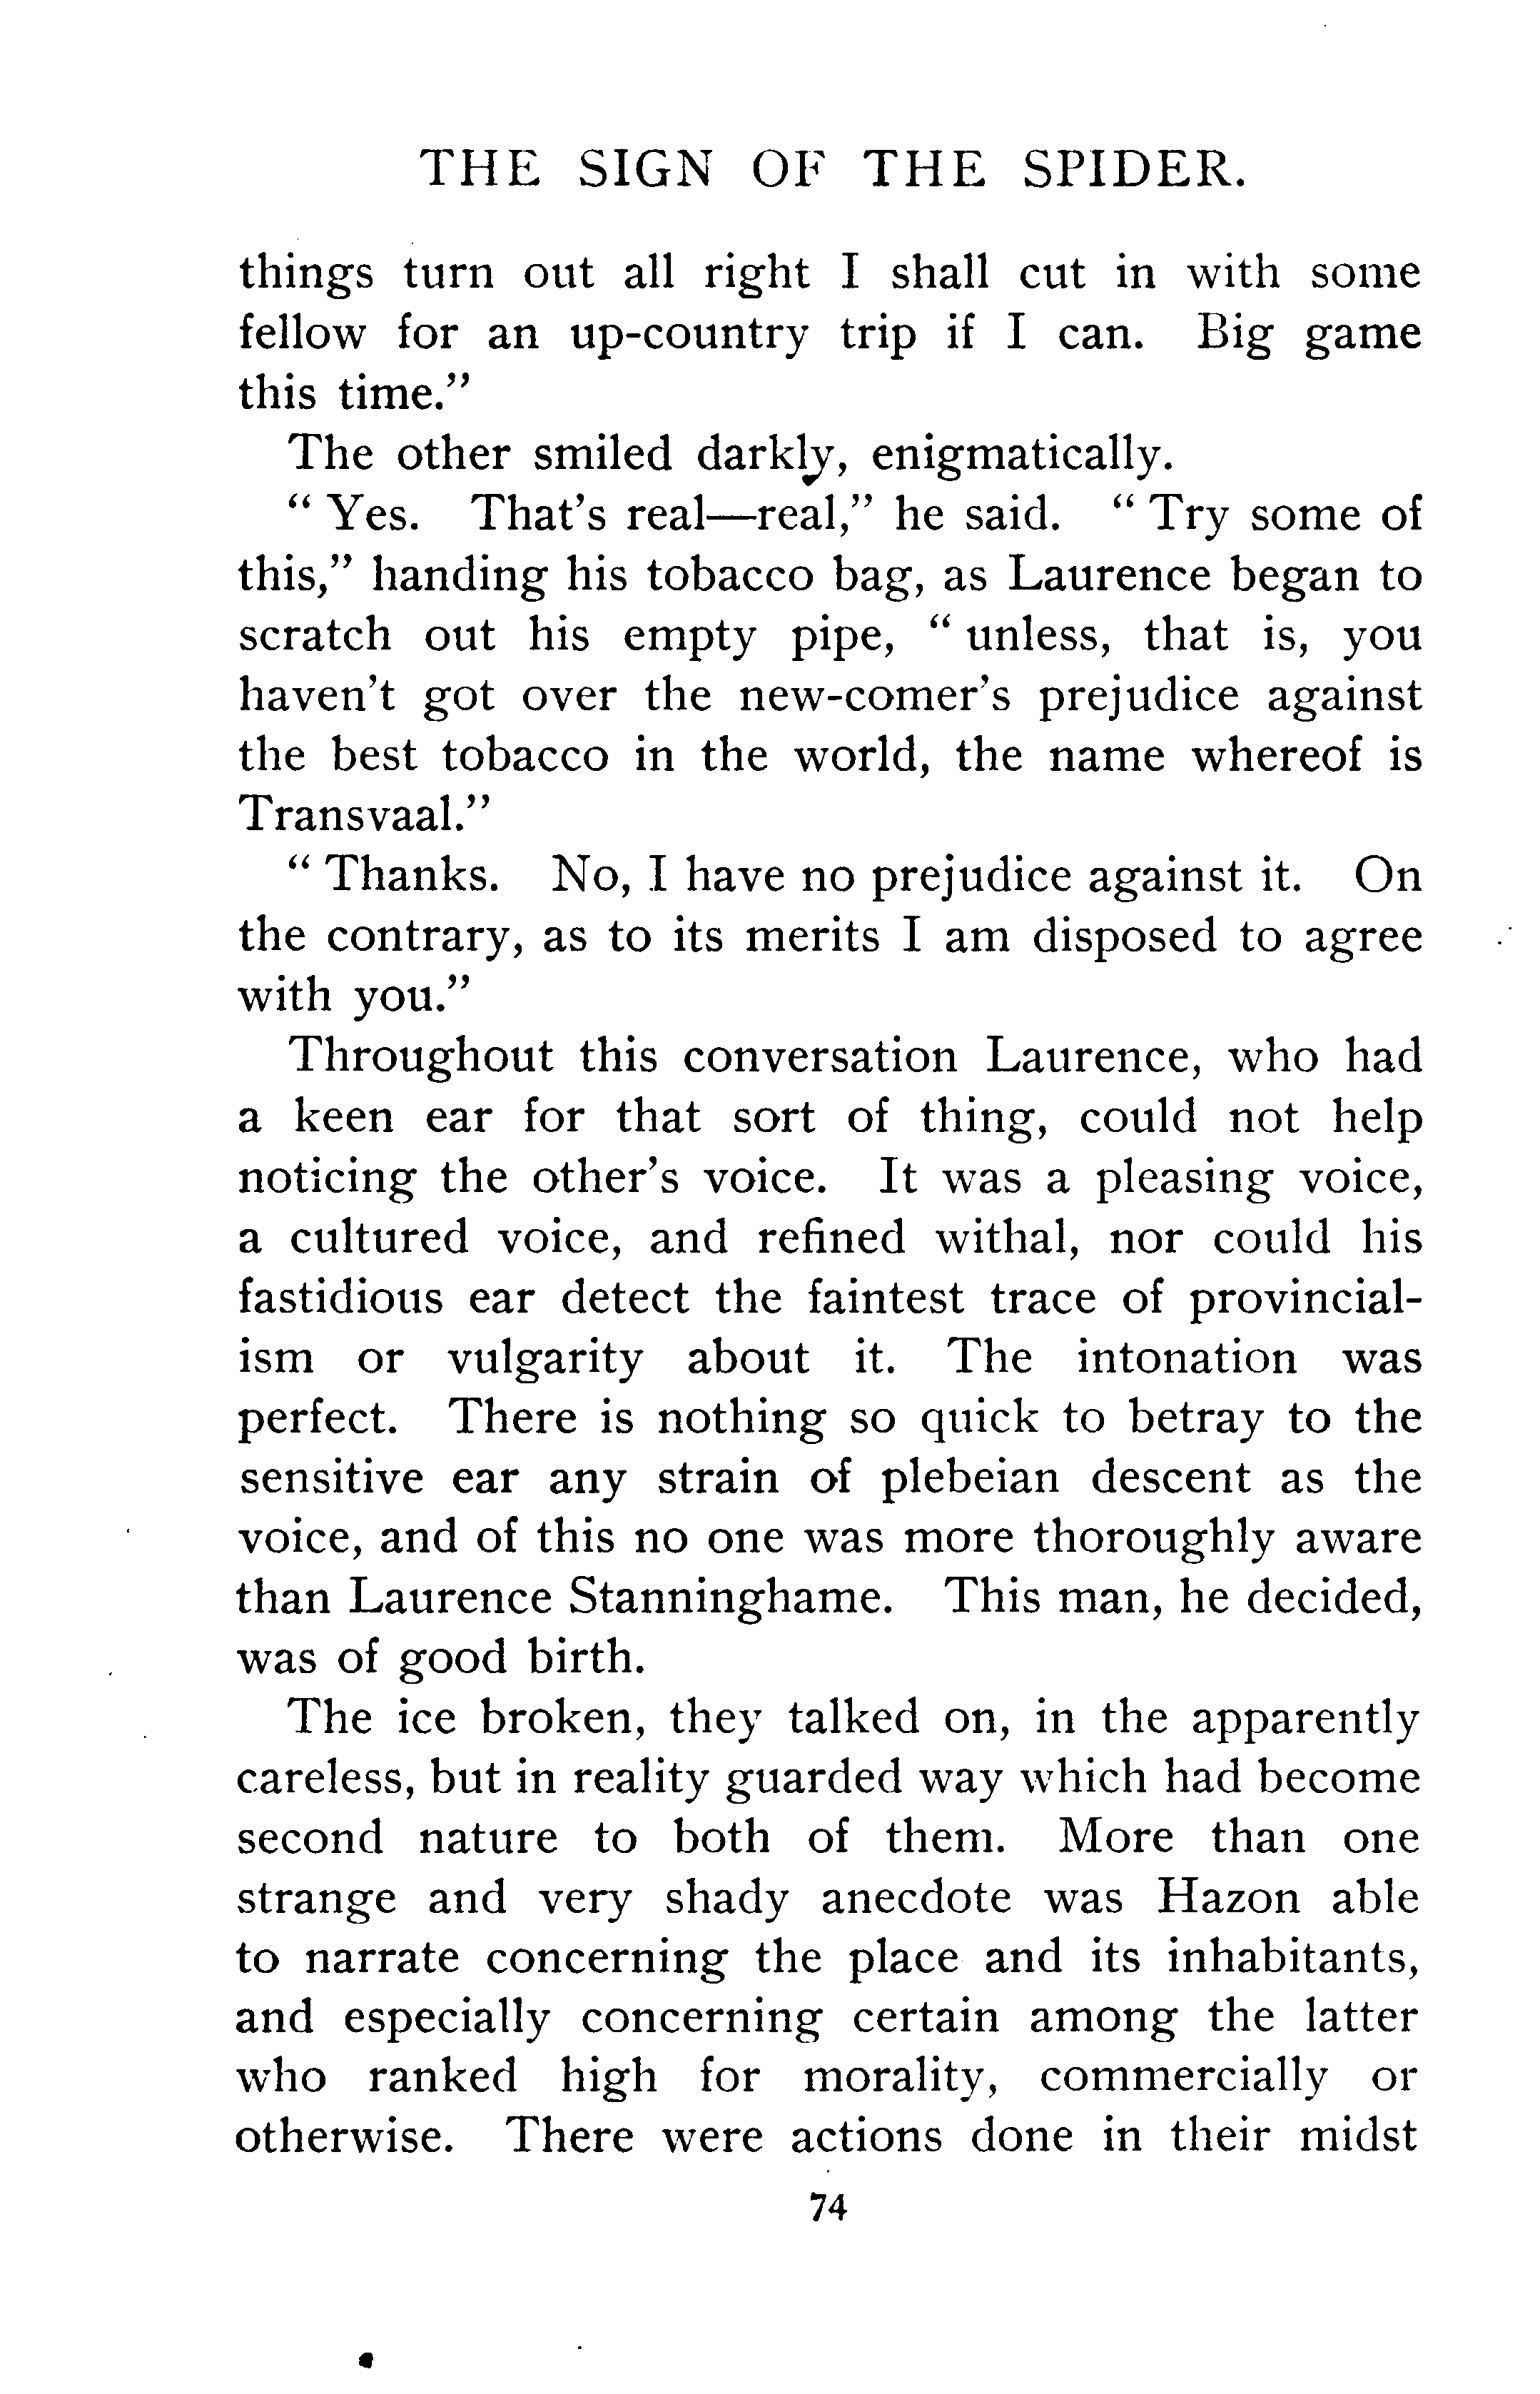 THE SIGN OF THE SPIDER.
things turn out all right I shall cut in with some
fellow for an up-country trip if I can. Big game
this time.”
The other smiled darkly, enigmatically.
“ Yes. That’s real—real,” he said. “ Try some of
this,” handing his tobacco bag, as Laurence began to
scratch out his empty pipe, “ unless, that is, you
haven’t got over the new-comer’s prejudice against
the best tobacco in the world, the name whereof is
Transvaal.”
“ Thanks. No, I have no prejudice against it. On
the contrary, as to its merits I am disposed to agree
with you.”
Throughout this conversation Laurence, who had
a keen ear for that sort of thing, could not help
noticing the other’s voice. It was a pleasing voice,
a cultured voice, and refined withal, nor could his
fastidious ear detect the faintest trace of provincial-
ism or vulgarity about it. The intonation was
perfect. There is nothing so quick to betray to the
sensitive ear any strain of plebeian descent as the
voice, and of this no one was more thoroughly aware
than Laurence Stanninghame. This man, he decided,
was of good birth.
The ice broken, they talked on, in the apparently
careless, but in reality guarded way which had become
second nature to both of them. More than one
strange and very shady anecdote was Hazon able
to narrate concerning the place and its inhabitants,
and especially concerning certain among the latter
who ranked high for morality, commercially or
otherwise. There were actions done in their midst
74